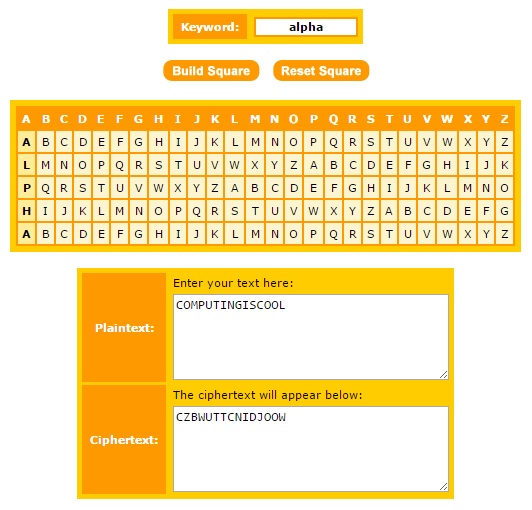 Keyword: alpha
Build Square Reset Square
A B C D E F G H I J K L M N O P Q R S T U V W X Y Z
A B C D E F G H I J K L M N O P Q R S T U V W X Y Z
L M N O P Q R S T U V W X Y Z A B C D E F G H I J K
P Q R S T U V W X Y Z A B C D E F G H I J K L M N O
H I J K L M N O P Q R S T U V W X Y Z A B C D E F G
A B C D E F G H I J K L M N O P Q R S T U V W X Y Z
Enter your text here:
Plaintext: COMPUTINGISCOOL
The ciphertext will appear below:
Ciphertext: CZBWUTTCNIDJOOW